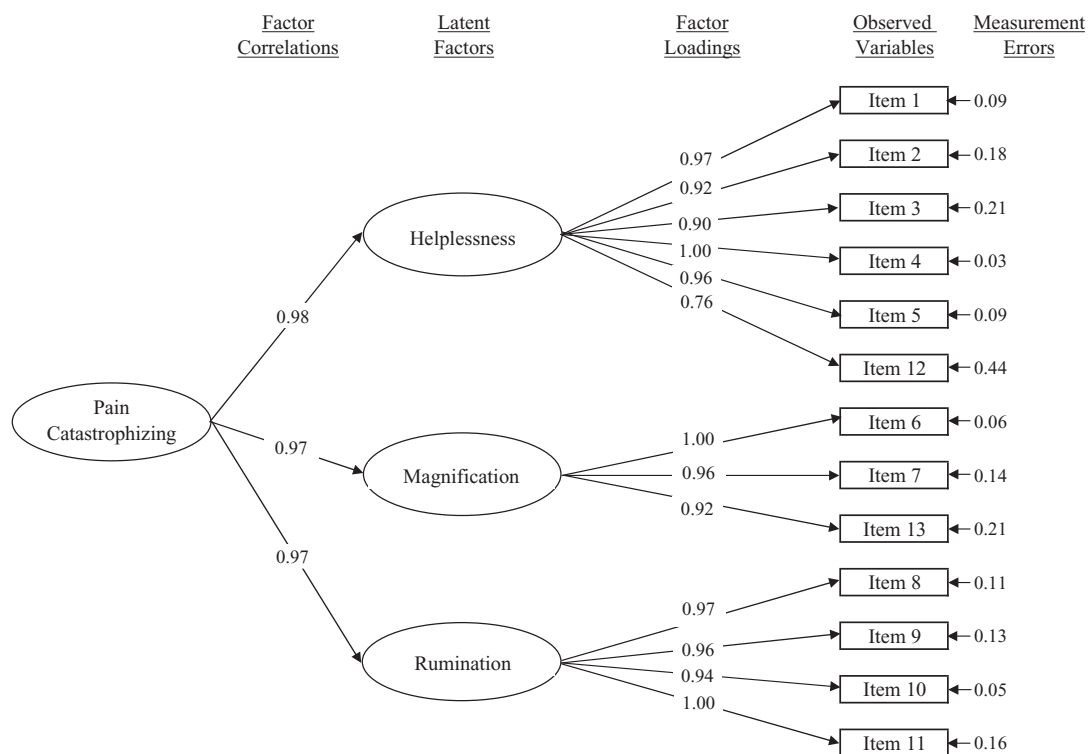 Factor
Correlations
Latent
Factors
Factor
Loadings
Observed
Variables
Measurement
Errors
Item 1
0.09
0.97
Item 2
0.18
0.92
Item 3
0.21
0.90
Helplessness
1.00
Item 4
0.03
0.96
0.76
Item 5
0.09
0.98
Item 12
0.44
Pain
Catastrophizing
Item 6
0.06
1.00
0.97
Magnification
0.96
Item 7
0.14
0.92
Item 13
0.21
0.97
Item 8
0.11
0.97
Item 9
0.13
0.96
Rumination
0.94
Item 10
0.05
1.00
Item 11
0.16